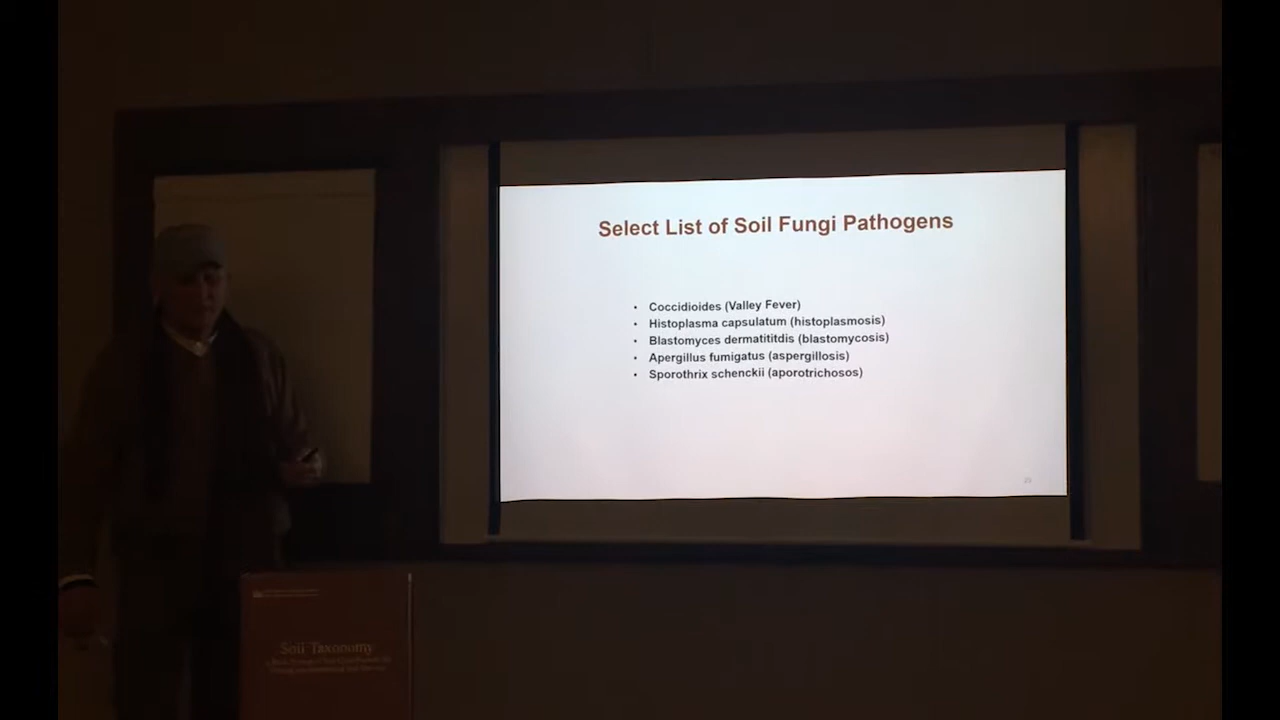 Select List of Soil Fungi Pathogens
• Coccidioides (Valley Fever)
• Histoplasma capsulatum (histoplasmosis)
• Blastomyces dermatititdis (blastomycosis)
• Apergillus fumigatus (aspergillosis)
• Sporothrix schenckii (aporotrichosos)
Soil Taxonomy